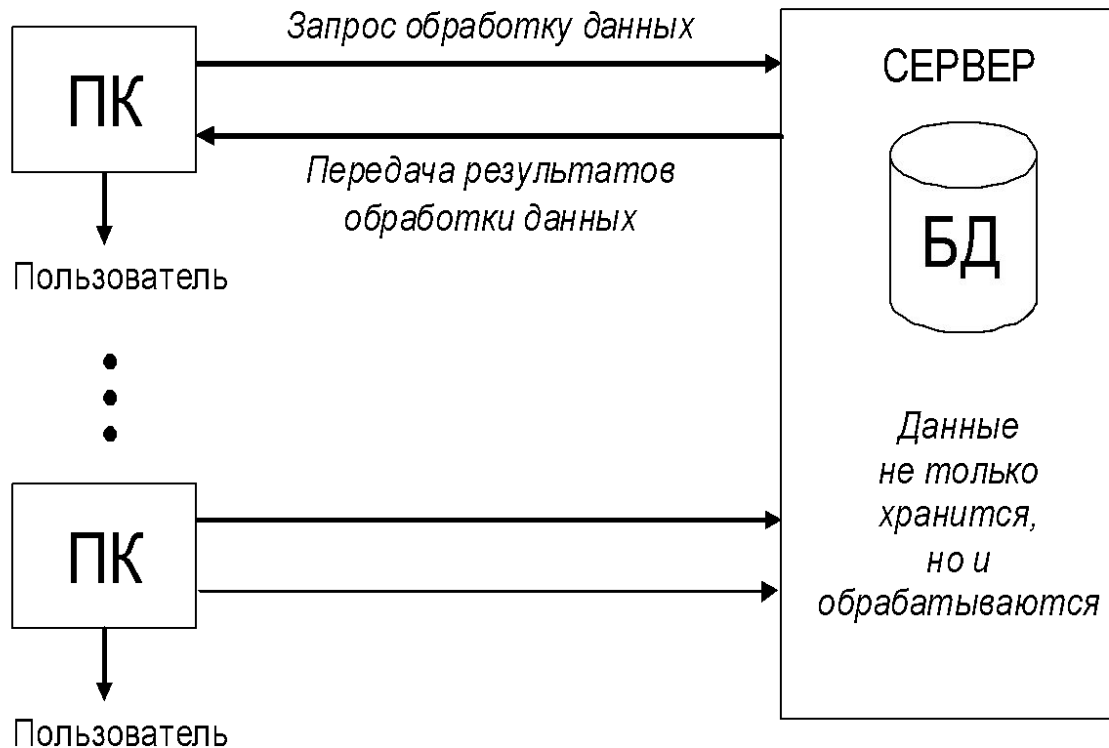 Запрос обработку данных
ПК
Передача результатов
обработки данных
Пользователь
СЕРВЕР
БД
Данные
не только
хранится,
но и
обрабатываются
ПК
Пользователь